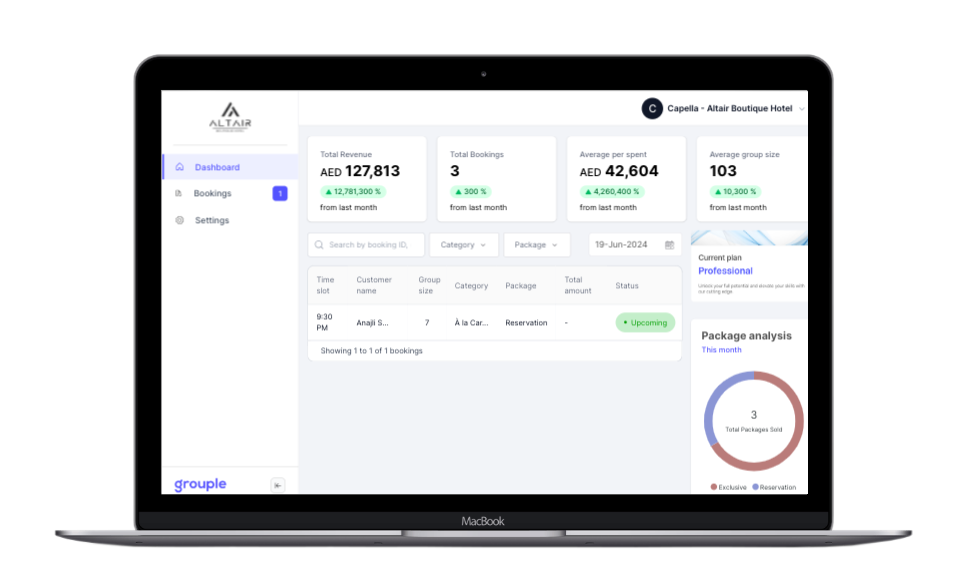 ALTAIR
Dashboard
Bookings
1
Settings
grouple
C
Capella - Altair Boutique Hotel
Total Revenue
AED 127,813
▲ 12,781,300 %
from last month
Total Bookings
3
▲ 300 %
from last month
Average per spent
AED 42,604
▲ 4,260,400 %
from last month
Average group size
103
▲ 10,300 %
from last month
Search by booking ID,
Category
Package
19-Jun-2024
Time slot
Customer name
Group size
Category
Package
Total amount
Status
9:30 PM
Anajli S...
7
À la Car...
Reservation
-
• Upcoming
Showing 1 to 1 of 1 bookings
Current plan
Professional
Unlock your full potential and elevate your skills with
our cutting edge.
Package analysis
This month
3
Total Packages Sold
Exclusive
Reservation
MacBook